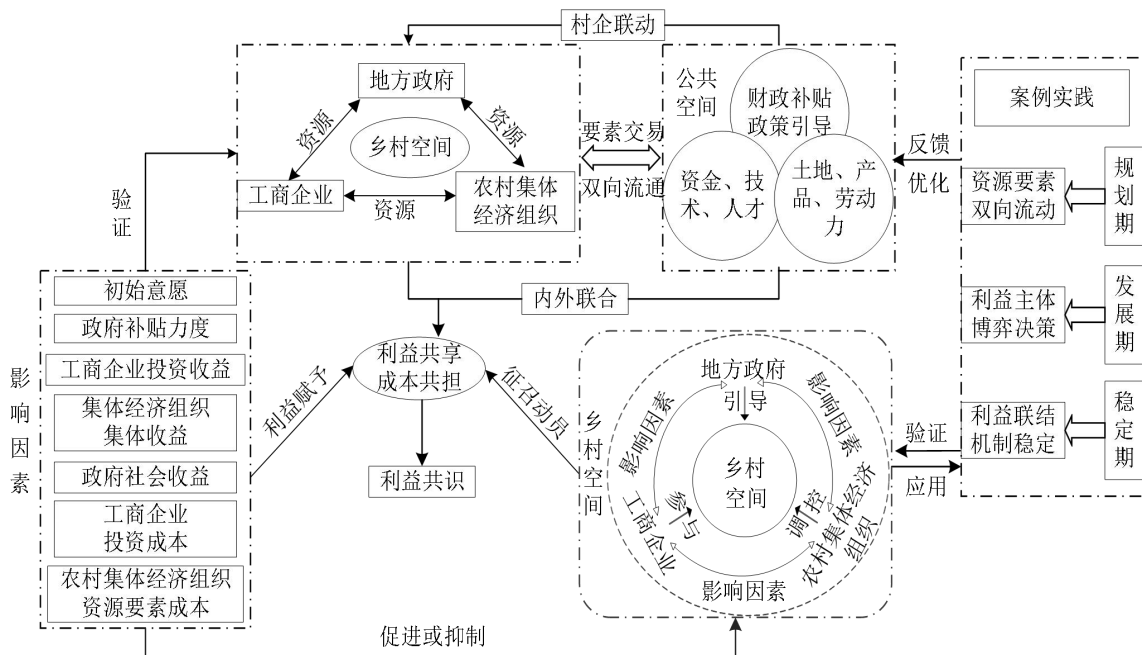 村企联动
地方政府
资源
资源
乡村空间
工商企业
资源
农村集体
经济组织
要素交易
双向流通
公共
空间
财政补贴
政策引导
资金、技
术、人才
土地、产
品、劳动
力
反馈
优化
案例实践
资源要素
双向流动
规划期
利益主体
博弈决策
发展期
利益联结
机制稳定
稳定期
验证
应用
验证
影响因素
初始意愿
政府补贴力度
工商企业投资收益
集体经济组织
集体收益
政府社会收益
工商企业
投资成本
农村集体经济组织
资源要素成本
内外联合
利益共享
成本共担
利益赋予
征召动员
利益共识
乡村空间
地方政府
引导
影响因素
影响因素
乡村
空间
参与
调控
工商企业
农村集体经济
组织
影响因素
促进或抑制